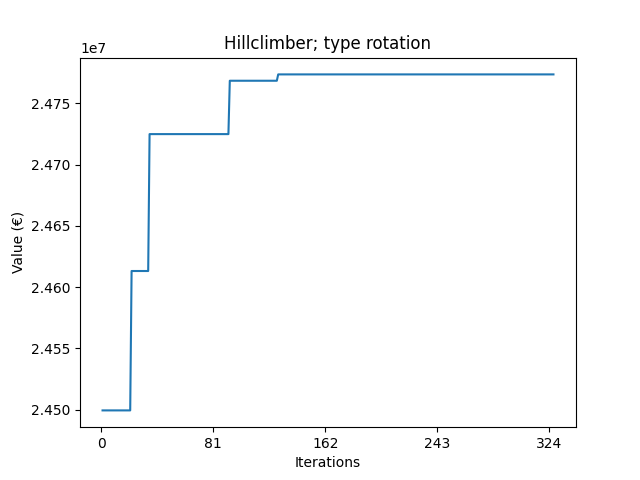 Hillclimber; type rotation
1e7
2.475
2.470
2.465
2.460
2.455
2.450
Value (€)
0 81 162 243 324
Iterations